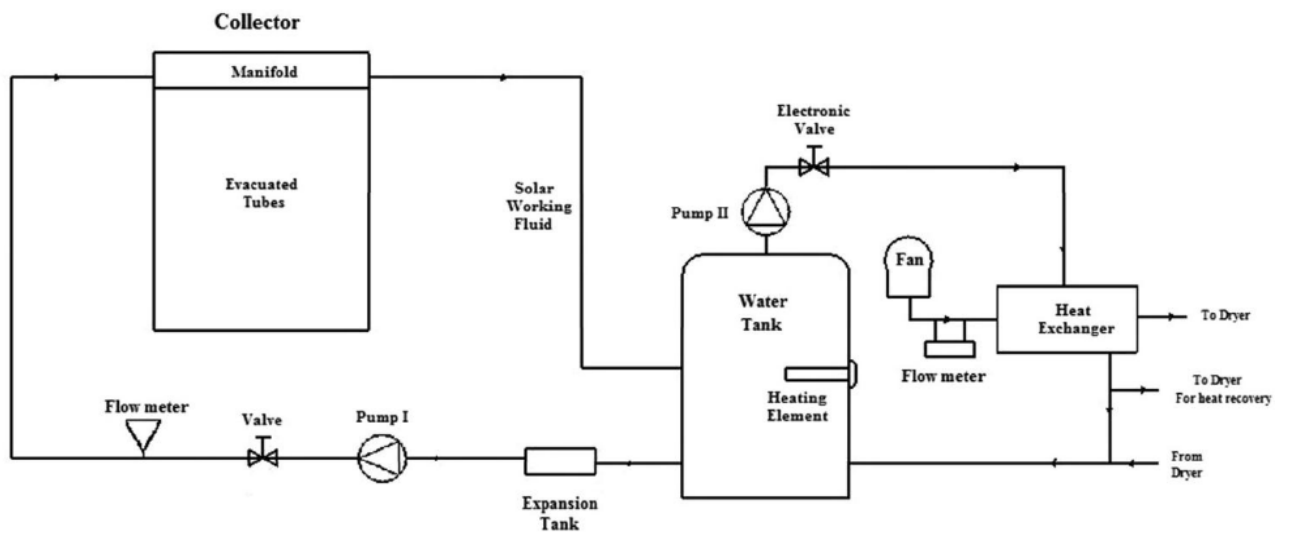 Collector
Manifold
Evacuated
Tubes
Solar
Working
Fluid
Electronic
Valve
Pump II
Fan
Water
Tank
Heat
Exchanger
To Dryer
Flow meter
Heating
Element
To Dryer
For heat recovery
Flow meter
Valve
Pump I
From
Dryer
Expansion
Tank